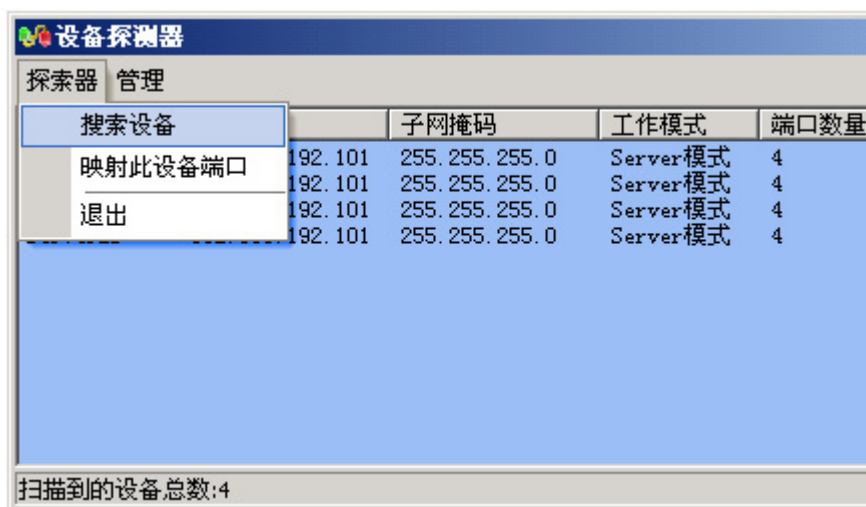 设备探测器
探索器 管理
搜索设备 子网掩码 工作模式 端口数量
192.101 255.255.255.0 Server模式 4
映射此设备端口
192.101 255.255.255.0 Server模式 4
192.101 255.255.255.0 Server模式 4
退出
192.101 255.255.255.0 Server模式 4
扫描到的设备总数:4